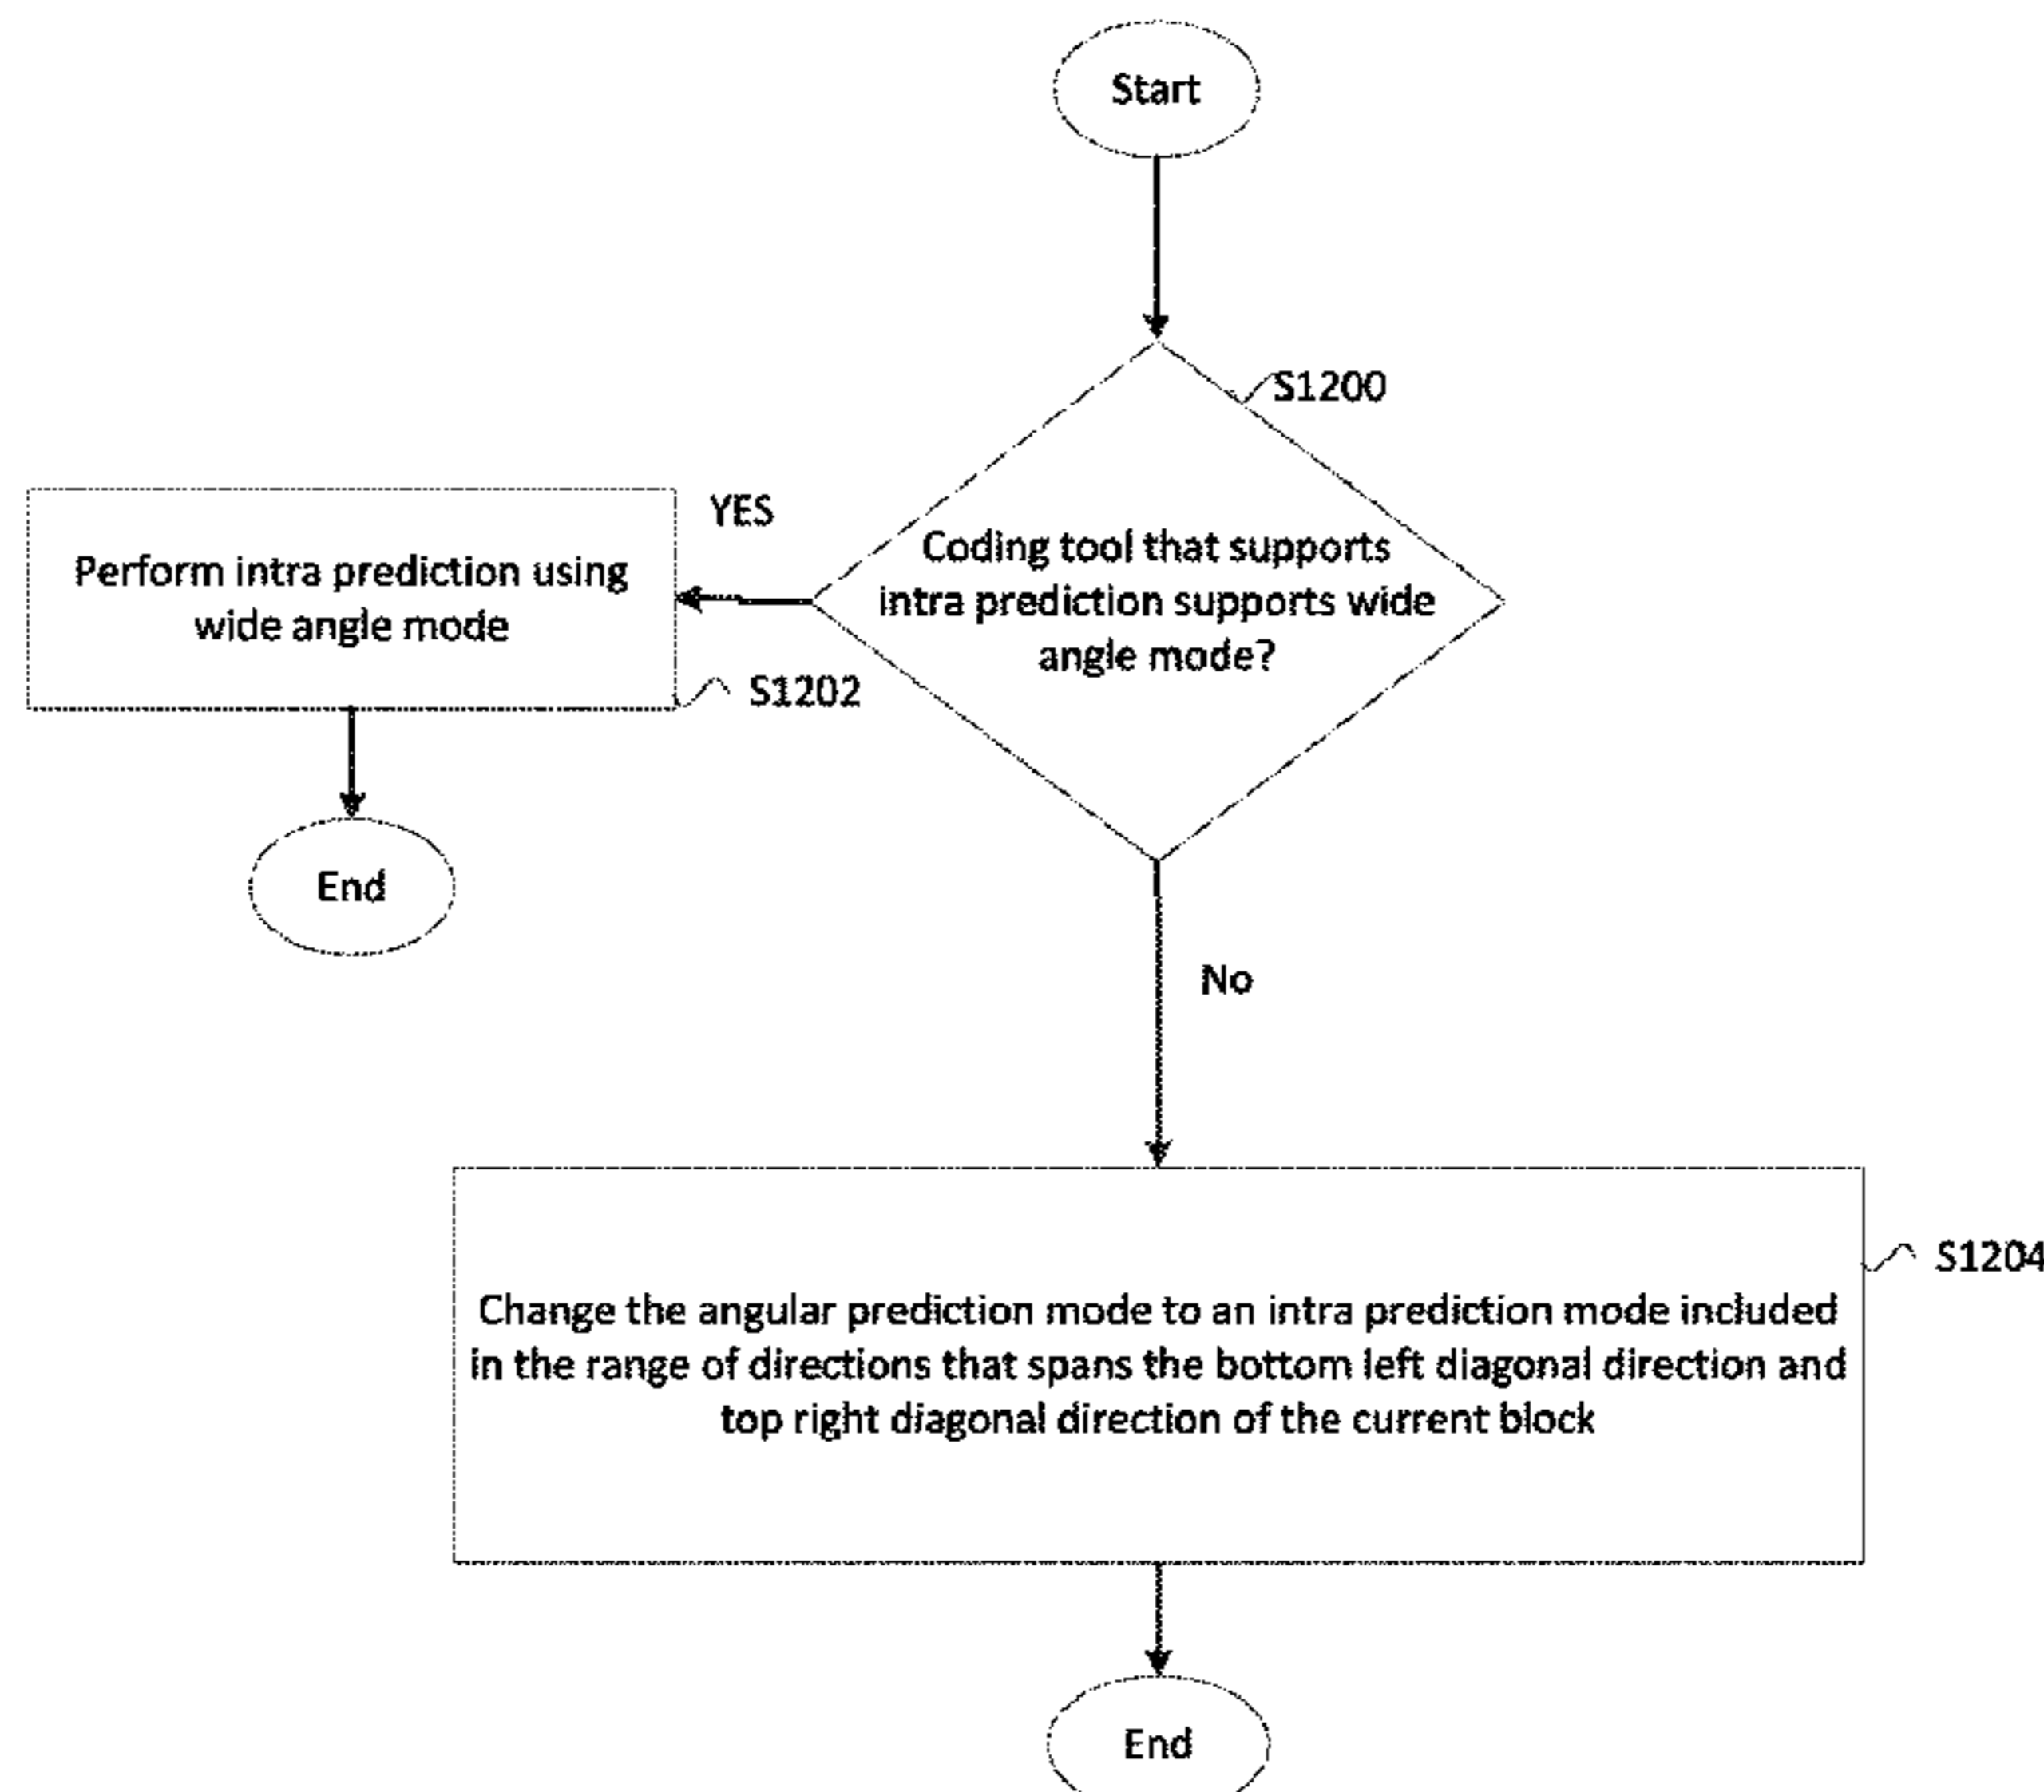 Start
S1200
Coding tool that supports
intra prediction supports wide
angle mode?
YES
Perform intra prediction using
wide angle mode
S1202
End
No
S1204
Change the angular prediction mode to an intra prediction mode included
in the range of directions that spans the bottom left diagonal direction and
top right diagonal direction of the current block
End